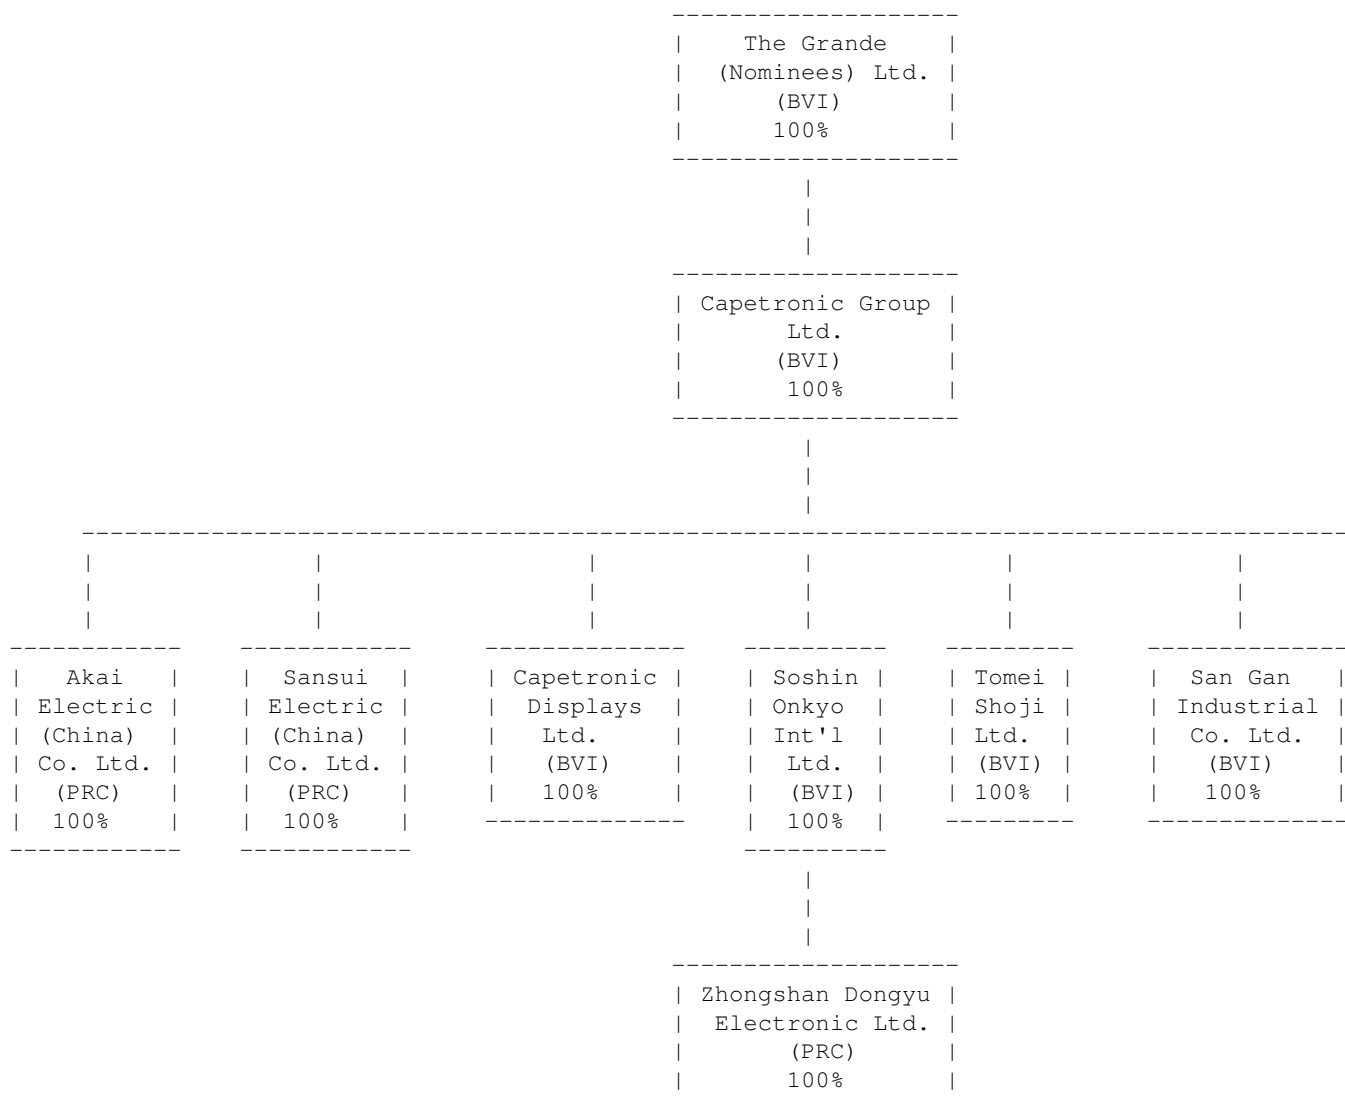 The Grande
(Nominees) Ltd.
(BVI)
100%
Capetronic Group
Ltd.
(BVI)
100%
Akai
Electric
(China)
Co. Ltd.
(PRC)
100%
Sansui
Electric
(China)
Co. Ltd.
(PRC)
100%
Capetronic
Displays
Ltd.
(BVI)
100%
Soshin
Onkyo
Int'l
Ltd.
(BVI)
100%
Tomei
Shoji
Ltd.
(BVI)
100%
San Gan
Industrial
Co. Ltd.
(BVI)
100%
Zhongshan Dongyu
Electronic Ltd.
(PRC)
100%